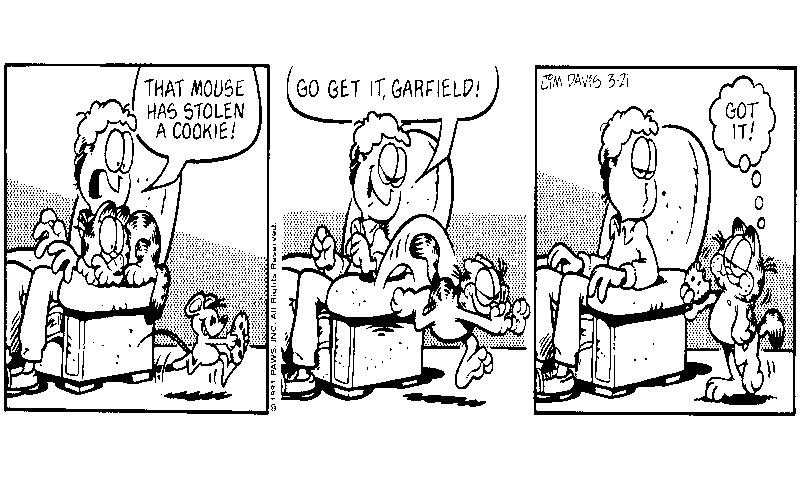 THAT MOUSE
HAS STOLEN
A COOKIE!
© 1991 PAWS, INC. All Rights Reserved.
GO GET IT, GARFIELD!
JIM DAVIS 3-21
GOT
IT!